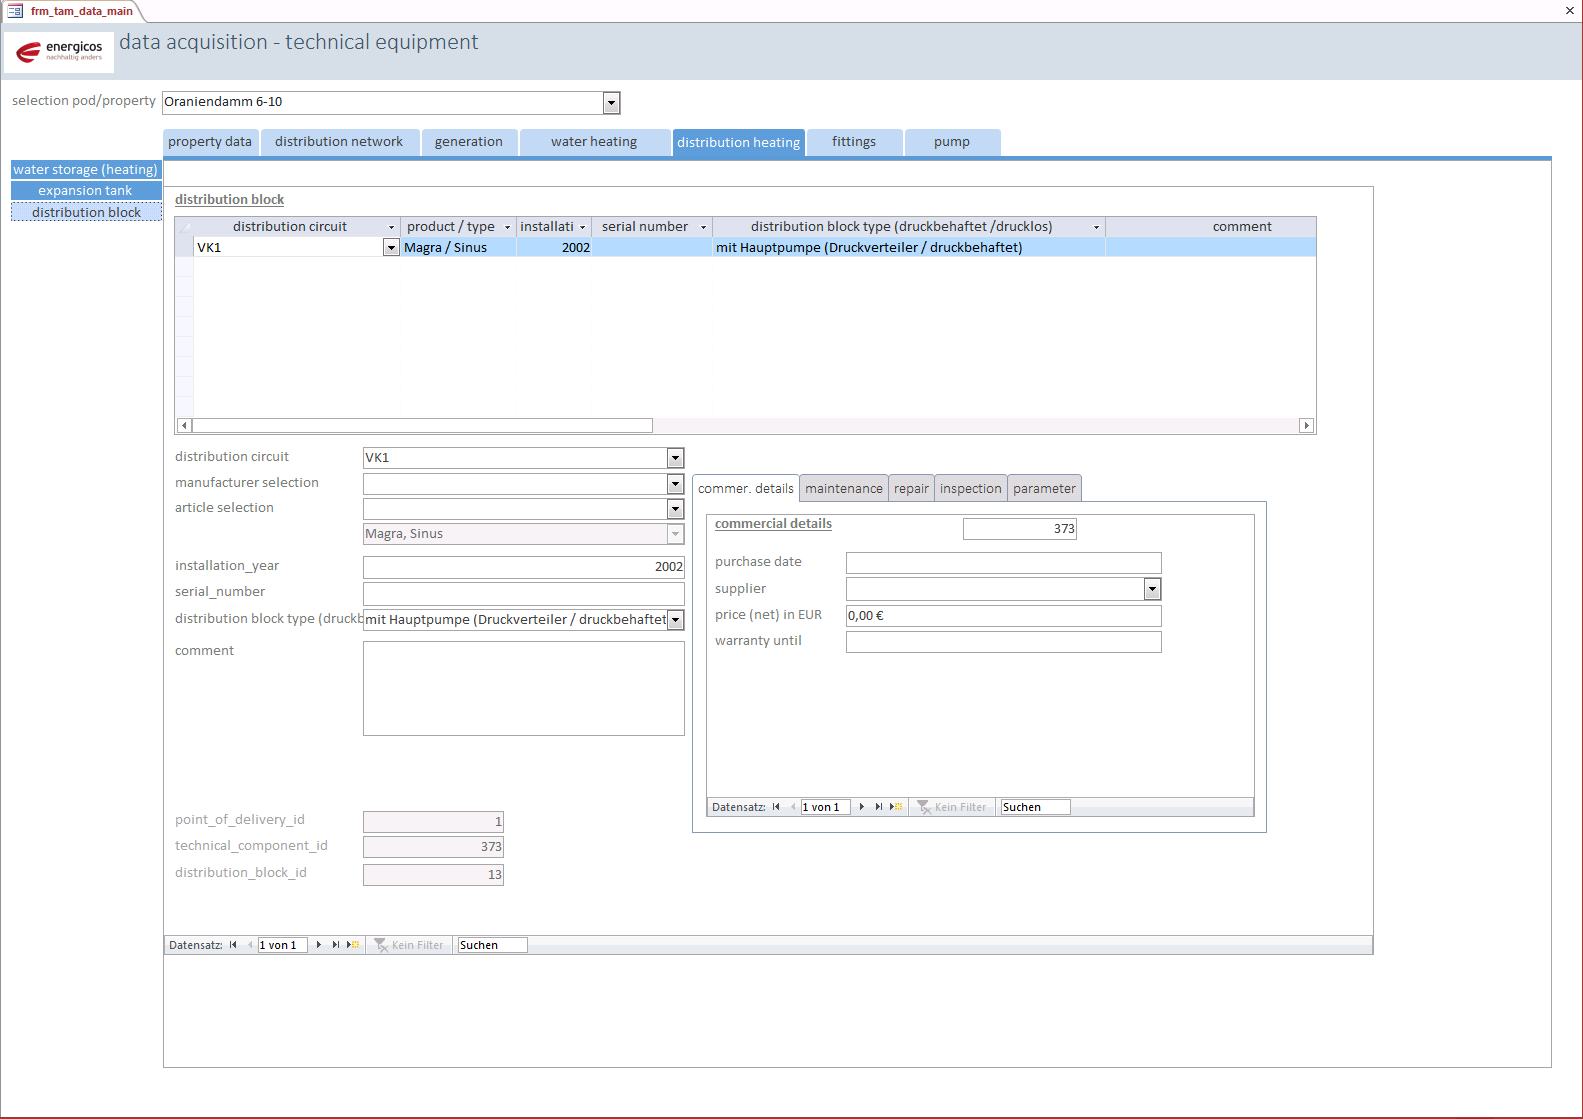 frm_tam_data_main
energicos
nachhaltig anders
data acquisition - technical equipment
selection pod/property Oraniendamm 6-10
property data distribution network generation water heating distribution heating fittings pump
water storage (heating)
expansion tank
distribution block
distribution block
distribution circuit product / type installati serial number distribution block type (druckbehaftet /drucklos) comment
VK1 Magra / Sinus 2002 mit Hauptpumpe (Druckverteiler / druckbehaftet)
distribution circuit VK1
manufacturer selection
article selection
Magra, Sinus
installation_year 2002
serial_number
distribution block type (druckb mit Hauptpumpe (Druckverteiler / druckbehaftet
comment
commer. details maintenance repair inspection parameter
commercial details 373
purchase date
supplier
price (net) in EUR 0,00 €
warranty until
Datensatz: 1 von 1 Kein Filter Suchen
point_of_delivery_id 1
technical_component_id 373
distribution_block_id 13
Datensatz: 1 von 1 Kein Filter Suchen